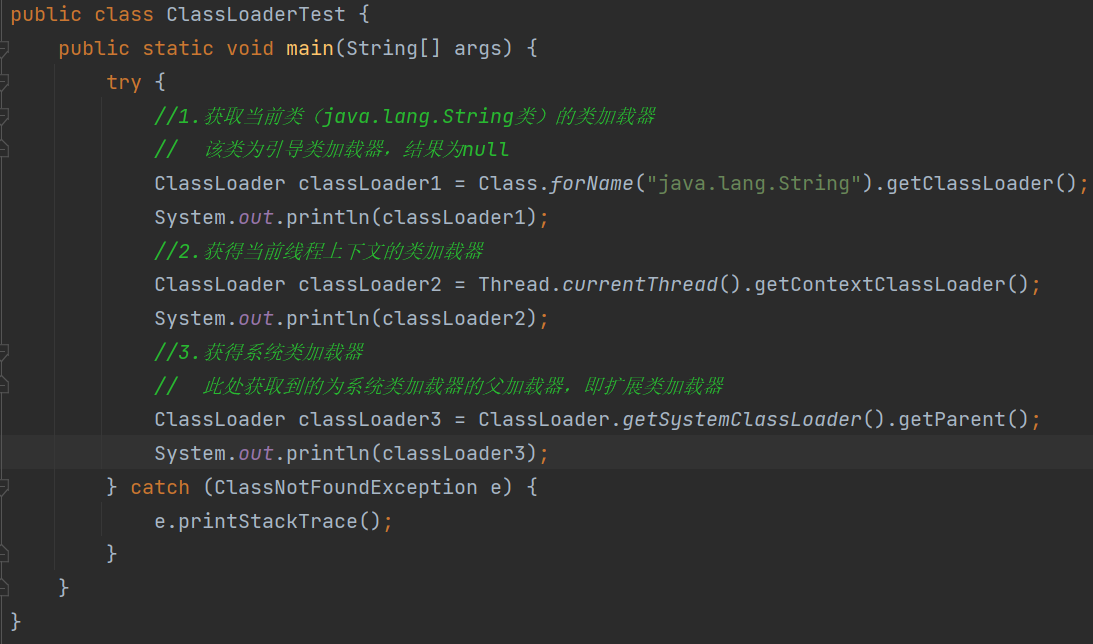 public class ClassLoaderTest {
    public static void main(String[] args) {
        try {
            //1.获取当前类（java.lang.String类）的类加载器
            //  该类为引导类加载器，结果为null
            ClassLoader classLoader1 = Class.forName("java.lang.String").getClassLoader();
            System.out.println(classLoader1);
            //2.获得当前线程上下文的类加载器
            ClassLoader classLoader2 = Thread.currentThread().getContextClassLoader();
            System.out.println(classLoader2);
            //3.获得系统类加载器
            //  此处获取到的为系统类加载器的父加载器，即扩展类加载器
            ClassLoader classLoader3 = ClassLoader.getSystemClassLoader().getParent();
            System.out.println(classLoader3);
        } catch (ClassNotFoundException e) {
            e.printStackTrace();
        }
    }
}